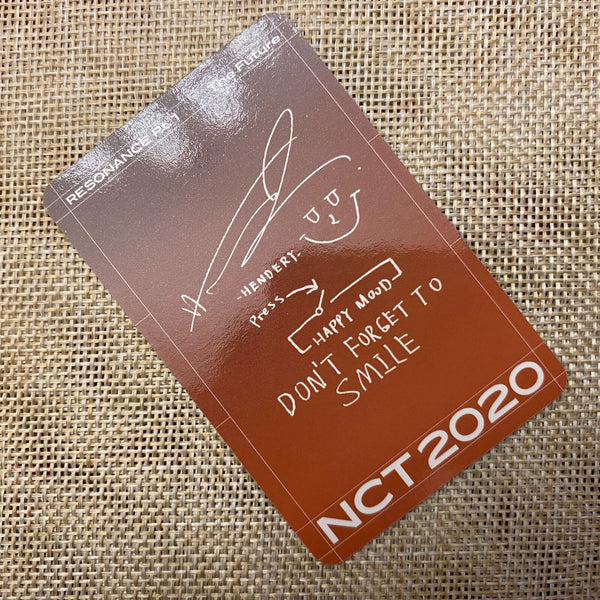 RESONANCE Pt. 1 The Future
-HENDERY-
Press
HAPPY MOOD
DON'T FORGET TO
SMILE
NCT 2020